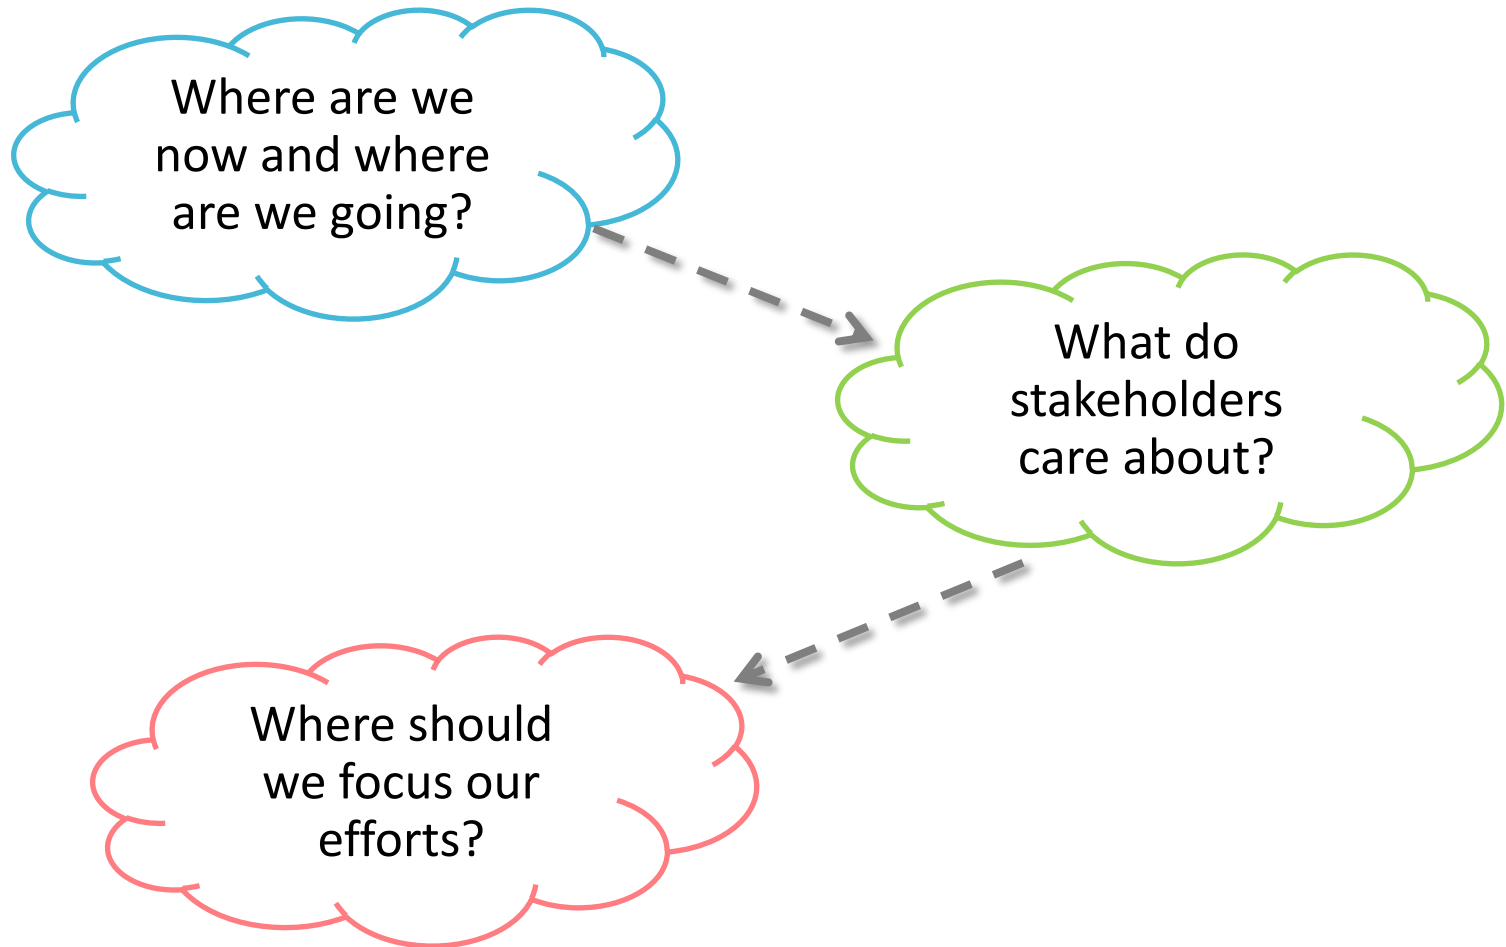 Where are we
now and where
are we going?
What do
stakeholders
care about?
Where should
we focus our
efforts?